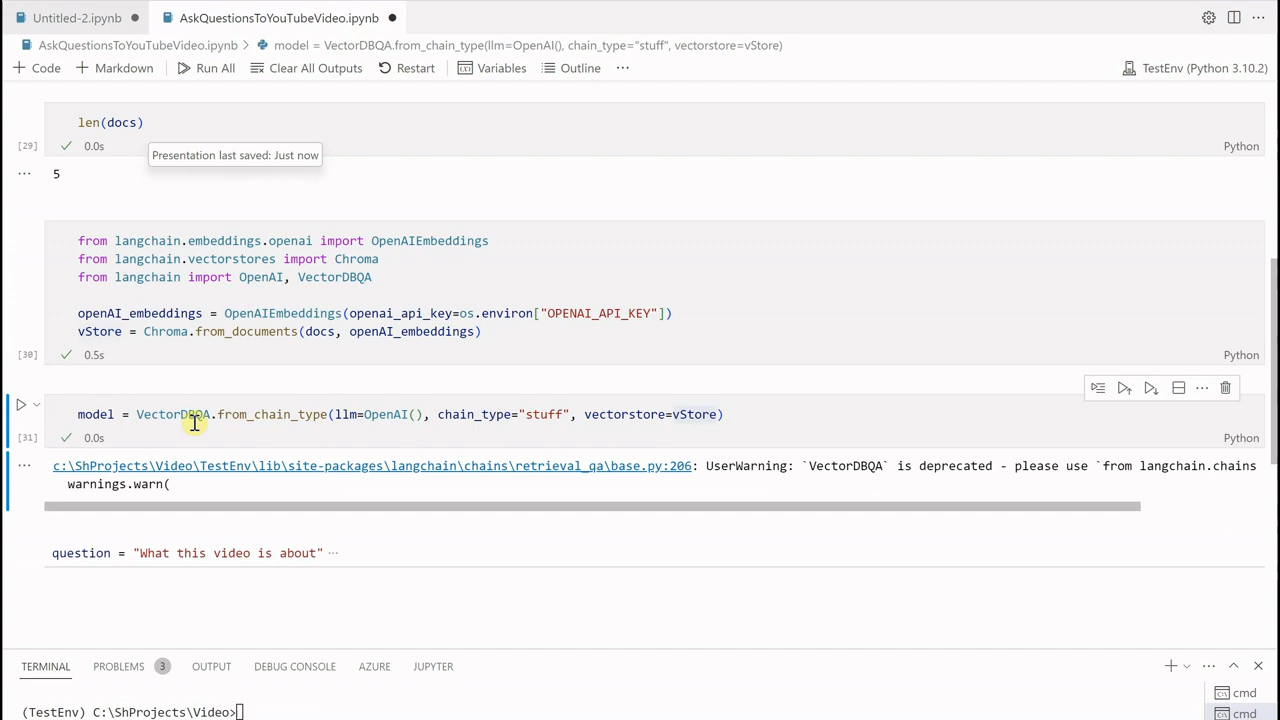 Untitled-2.ipynb
AskQuestionsToYouTubeVideo.ipynb
AskQuestionsToYouTubeVideo.ipynb > model = VectorDBQA.from_chain_type(llm=OpenAI(), chain_type="stuff", vectorstore=vStore)
+ Code + Markdown Run All Clear All Outputs Restart Variables Outline ··· TestEnv (Python 3.10.2)
len(docs)
[29] 0.0s Python
Presentation last saved: Just now
··· 5
from langchain.embeddings.openai import OpenAIEmbeddings
from langchain.vectorstores import Chroma
from langchain import OpenAI, VectorDBQA
openAI_embeddings = OpenAIEmbeddings(openai_api_key=os.environ["OPENAI_API_KEY"])
vStore = Chroma.from_documents(docs, openAI_embeddings)
[30] 0.5s Python
model = VectorDBQA.from_chain_type(llm=OpenAI(), chain_type="stuff", vectorstore=vStore)
[31] 0.0s Python
··· c:\ShProjects\Video\TestEnv\lib\site-packages\langchain\chains\retrieval_qa\base.py:206: UserWarning: `VectorDBQA` is deprecated - please use `from langchain.chains
warnings.warn(
question = "What this video is about" ···
TERMINAL PROBLEMS 3 OUTPUT DEBUG CONSOLE AZURE JUPYTER
cmd
(TestEnv) C:\ShProjects\Video>
cmd